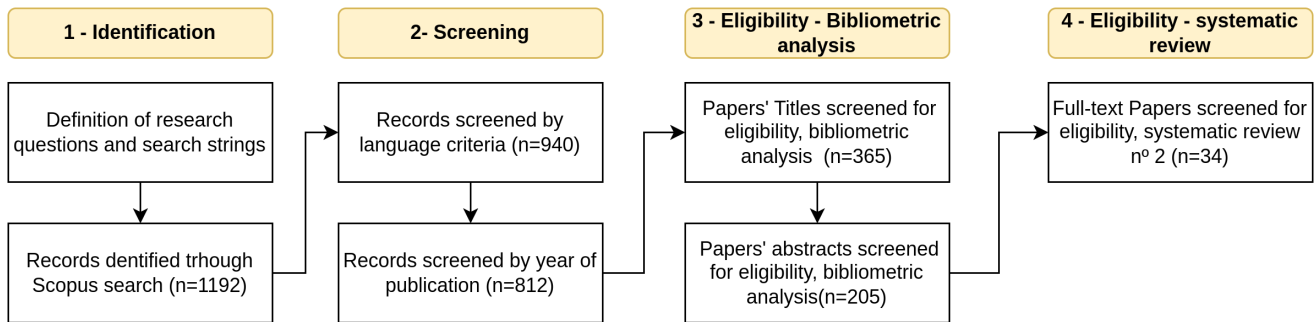 1 - Identification
Definition of research
questions and search strings
Records dentified trhough
Scopus search (n=1192)
2- Screening
Records screened by
language criteria (n=940)
Records screened by year of
publication (n=812)
3 - Eligibility - Bibliometric
analysis
Papers' Titles screened for
eligibility, bibliometric
analysis  (n=365)
Papers' abstracts screened
for eligibility, bibliometric
analysis(n=205)
4 - Eligibility - systematic
review
Full-text Papers screened for
eligibility, systematic review
nº 2 (n=34)